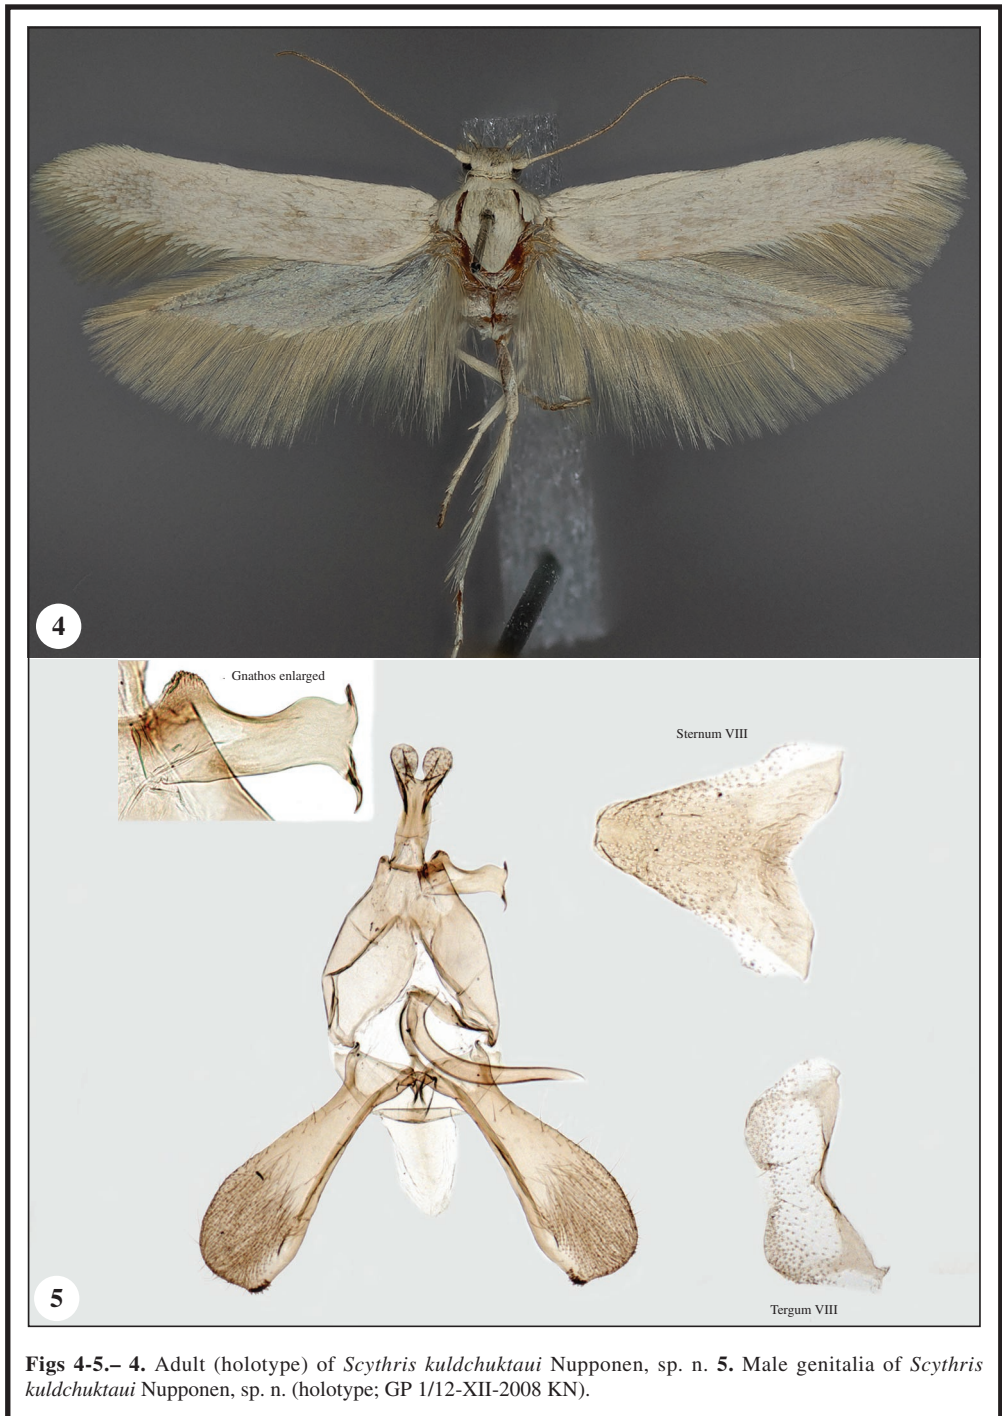 4
Gnathos enlarged
Sternum VIII
5
Tergum VIII
Figs 4-5.– 4. Adult (holotype) of Scythris kuldchuktaui Nupponen, sp. n. 5. Male genitalia of Scythris
kuldchuktaui Nupponen, sp. n. (holotype; GP 1/12-XII-2008 KN).